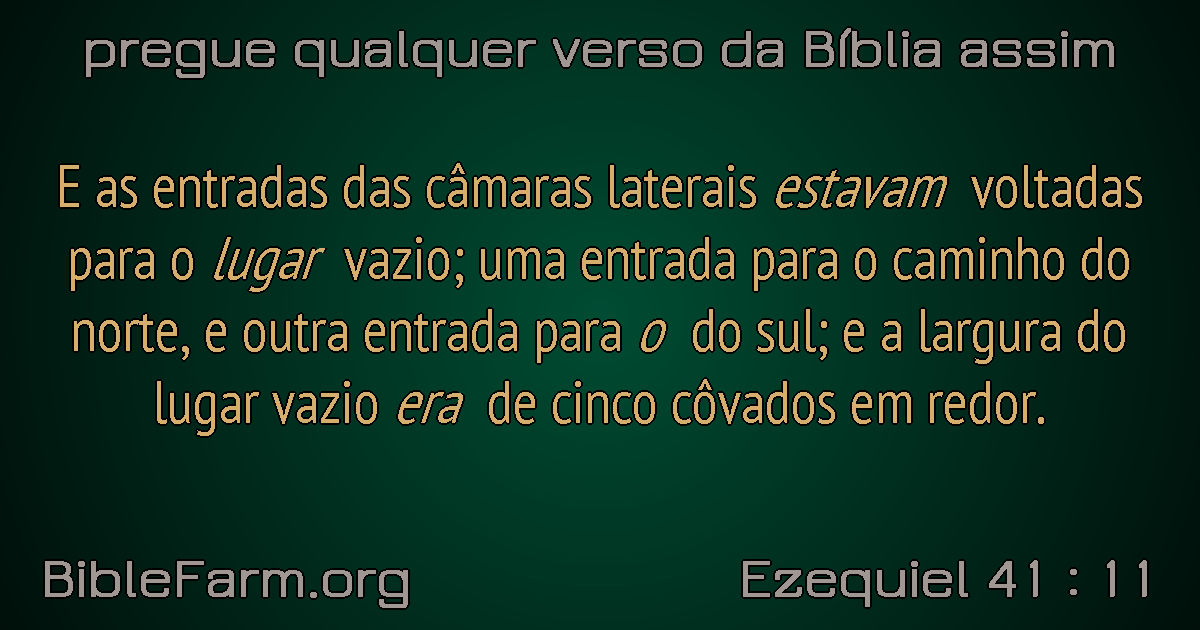 pregue qualquer verso da Bíblia assim
E as entradas das câmaras laterais estavam voltadas
para o lugar vazio; uma entrada para o caminho do
norte, e outra entrada para o do sul; e a largura do
lugar vazio era de cinco côvados em redor.
BibleFarm.org
Ezequiel 41 : 11